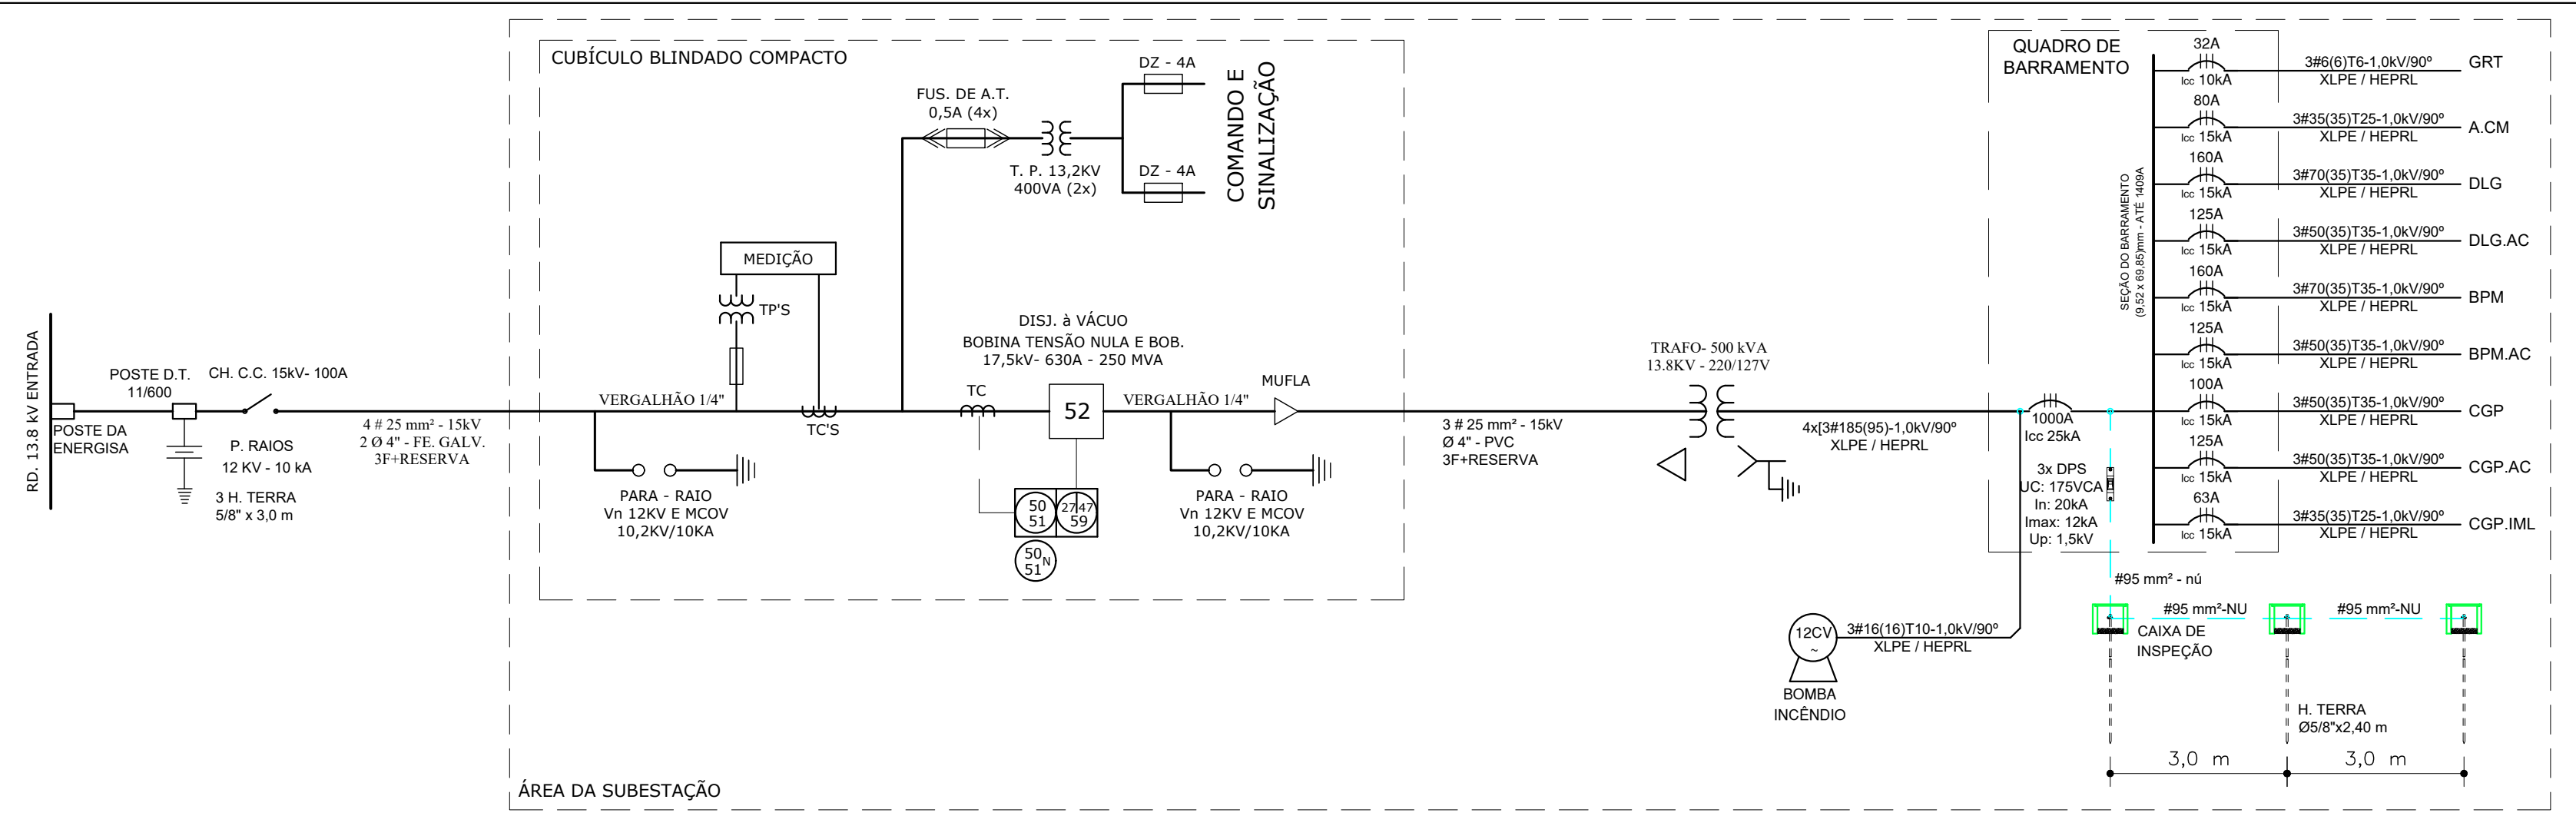 RD. 13.8 kV ENTRADA
POSTE DA
ENERGISA
POSTE D.T.
11/600
P. RAIOS
12 KV - 10 kA
3 H. TERRA
5/8" x 3,0 m
CH. C.C. 15kV- 100A
4 # 25 mm² - 15kV
2 Ø 4" - FE. GALV.
3F+RESERVA
CUBÍCULO BLINDADO COMPACTO
VERGALHÃO 1/4"
PARA - RAIO
Vn 12KV E MCOV
10,2KV/10KA
MEDIÇÃO
TP'S
TC'S
FUS. DE A.T.
0,5A (4x)
T. P. 13,2KV
400VA (2x)
DZ - 4A
DZ - 4A
COMANDO E
SINALIZAÇÃO
DISJ. à VÁCUO
BOBINA TENSÃO NULA E BOB.
17,5kV- 630A - 250 MVA
TC
52
50
51
27 47
59
50
51 N
VERGALHÃO 1/4"
PARA - RAIO
Vn 12KV E MCOV
10,2KV/10KA
MUFLA
3 # 25 mm² - 15kV
Ø 4" - PVC
3F+RESERVA
TRAFO- 500 kVA
13.8KV - 220/127V
4x[3#185(95)-1,0kV/90º
XLPE / HEPRL
12CV
~
BOMBA
INCÊNDIO
3#16(16)T10-1,0kV/90º
XLPE / HEPRL
QUADRO DE
BARRAMENTO
1000A
Icc 25kA
3x DPS
UC: 175VCA
In: 20kA
Imax: 12kA
Up: 1,5kV
SEÇÃO DO BARRAMENTO
(9,52 x 69,85)mm - ATÉ 1409A
32A
Icc 10kA
3#6(6)T6-1,0kV/90º
XLPE / HEPRL
GRT
80A
Icc 15kA
3#35(35)T25-1,0kV/90º
XLPE / HEPRL
A.CM
160A
Icc 15kA
3#70(35)T35-1,0kV/90º
XLPE / HEPRL
DLG
125A
Icc 15kA
3#50(35)T35-1,0kV/90º
XLPE / HEPRL
DLG.AC
160A
Icc 15kA
3#70(35)T35-1,0kV/90º
XLPE / HEPRL
BPM
125A
Icc 15kA
3#50(35)T35-1,0kV/90º
XLPE / HEPRL
BPM.AC
100A
Icc 15kA
3#50(35)T35-1,0kV/90º
XLPE / HEPRL
CGP
125A
Icc 15kA
3#50(35)T35-1,0kV/90º
XLPE / HEPRL
CGP.AC
63A
Icc 15kA
3#35(35)T25-1,0kV/90º
XLPE / HEPRL
CGP.IML
#95 mm² - nú
#95 mm²-NU
#95 mm²-NU
CAIXA DE
INSPEÇÃO
H. TERRA
Ø5/8"x2,40 m
3,0 m
3,0 m
ÁREA DA SUBESTAÇÃO